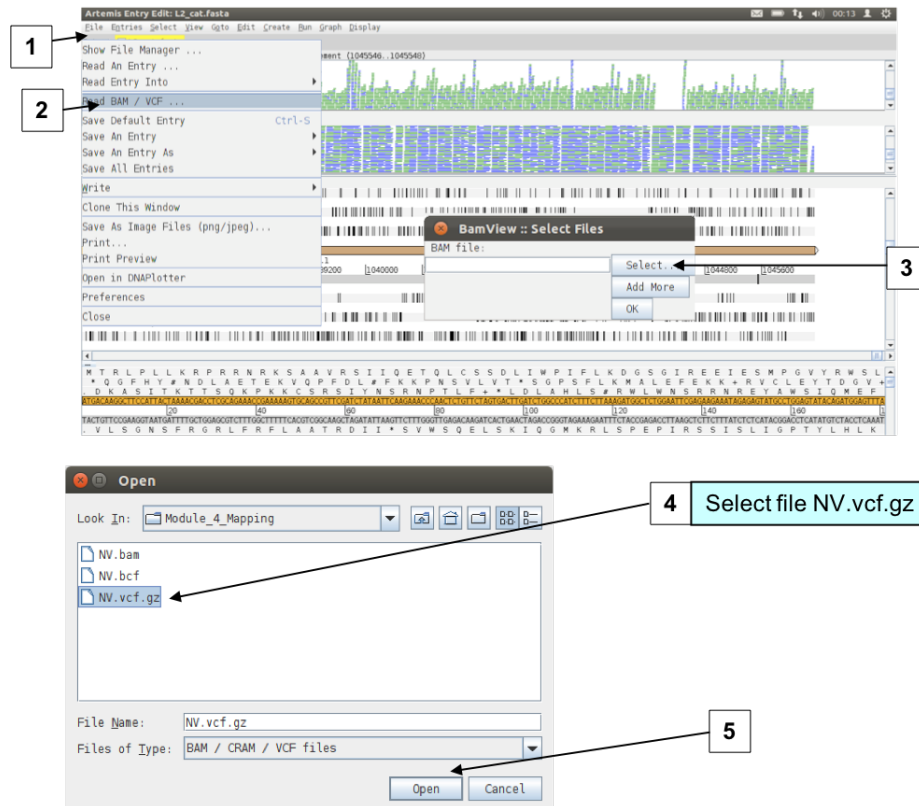 Artemis Entry Edit: L2_cat.fasta 00:13
File Entries Select View Goto Edit Create Run Graph Display
1
Show File Manager ...
Read An Entry ...
Read Entry Into
2
Read BAM / VCF ...
Save Default Entry Ctrl-S
Save An Entry
Save An Entry As
Save All Entries
Write
Clone This Window
Save As Image Files (png/jpeg)...
Print...
Print Preview
Open in DNAPlotter
Preferences
Close
(1045546..1045548)
BamView :: Select Files
BAM file:
Select..
3
Add More
OK
1040000
1044800 1045600
20 40 60 80 100 120 140 160
Open
Look In: Module_4_Mapping
4 Select file NV.vcf.gz
NV.bam
NV.bcf
NV.vcf.gz
File Name: NV.vcf.gz
5
Files of Type: BAM / CRAM / VCF files
Open Cancel